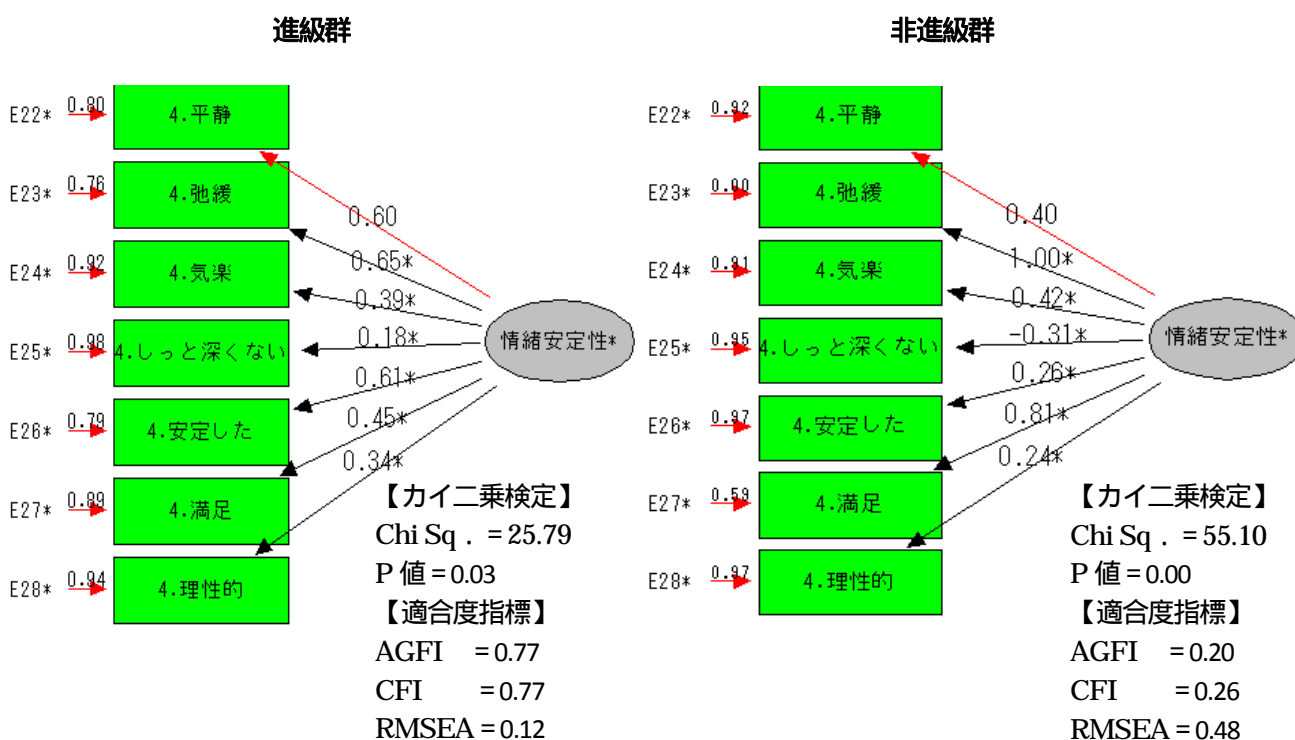 進級群
E22* 0.80 4.平静
E23* 0.76 4.弛緩
E24* 0.92 4.気楽
E25* 0.98 4.しっと深くない
E26* 0.79 4.安定した
E27* 0.89 4.満足
E28* 0.94 4.理性的
0.60
0.65*
0.39*
0.18*
0.61*
0.45*
0.34*
情緒安定性*
【カイ二乗検定】
Chi Sq . = 25.79
P 値 = 0.03
【適合度指標】
AGFI = 0.77
CFI = 0.77
RMSEA = 0.12
非進級群
E22* 0.92 4.平静
E23* 0.00 4.弛緩
E24* 0.91 4.気楽
E25* 0.95 4.しっと深くない
E26* 0.97 4.安定した
E27* 0.59 4.満足
E28* 0.97 4.理性的
0.40
1.00*
0.42*
-0.31*
0.26*
0.81*
0.24*
情緒安定性*
【カイ二乗検定】
Chi Sq . = 55.10
P 値 = 0.00
【適合度指標】
AGFI = 0.20
CFI = 0.26
RMSEA = 0.48